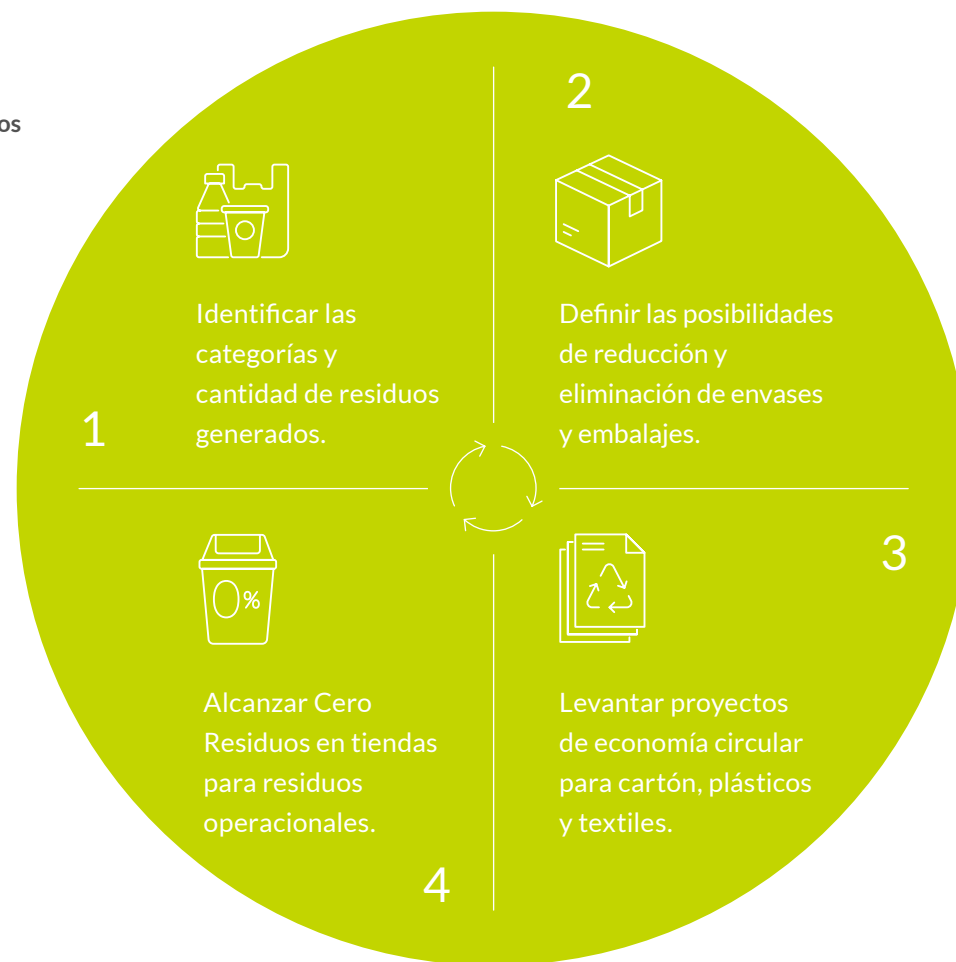 os
1
Identificar las
categorías y
cantidad de residuos
generados.
2
Definir las posibilidades
de reducción y
eliminación de envases
y embalajes.
3
Levantar proyectos
de economía circular
para cartón, plásticos
y textiles.
4
0%
Alcanzar Cero
Residuos en tiendas
para residuos
operacionales.